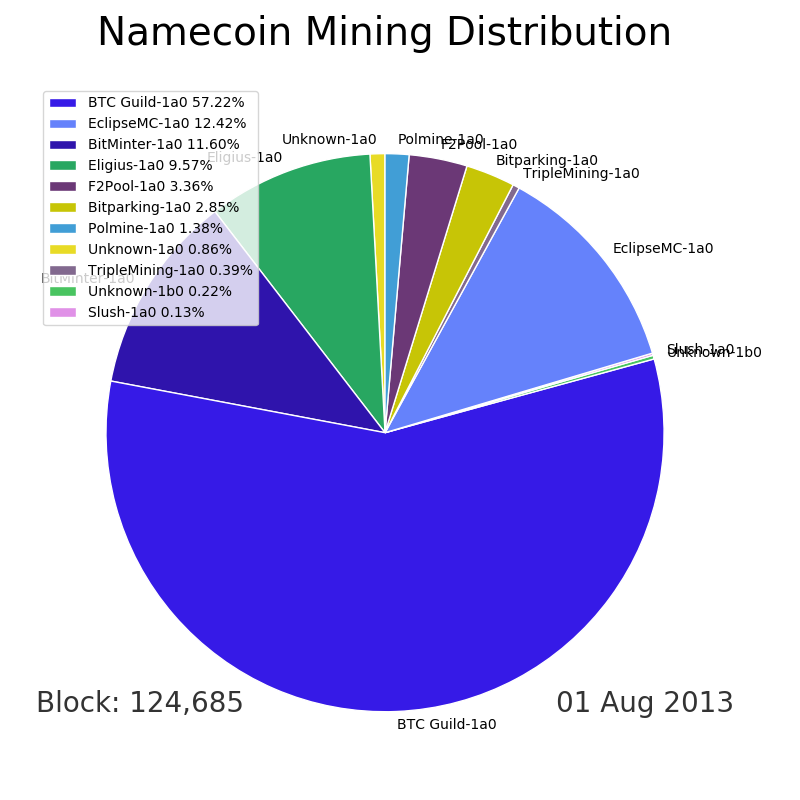 Namecoin Mining Distribution
BTC Guild-1a0 57.22%
EclipseMC-1a0 12.42%
BitMinter-1a0 11.60%
Eligius-1a0 9.57%
F2Pool-1a0 3.36%
Bitparking-1a0 2.85%
Polmine-1a0 1.38%
Unknown-1a0 0.86%
TripleMining-1a0 0.39%
Unknown-1b0 0.22%
Slush-1a0 0.13%
Unknown-1a0
Polmine-1a0
F2Pool-1a0
Eligius-1a0
Bitparking-1a0
TripleMining-1a0
EclipseMC-1a0
BitMinter-1a0
Slush-1a0
Unknown-1b0
Block: 124,685
01 Aug 2013
BTC Guild-1a0